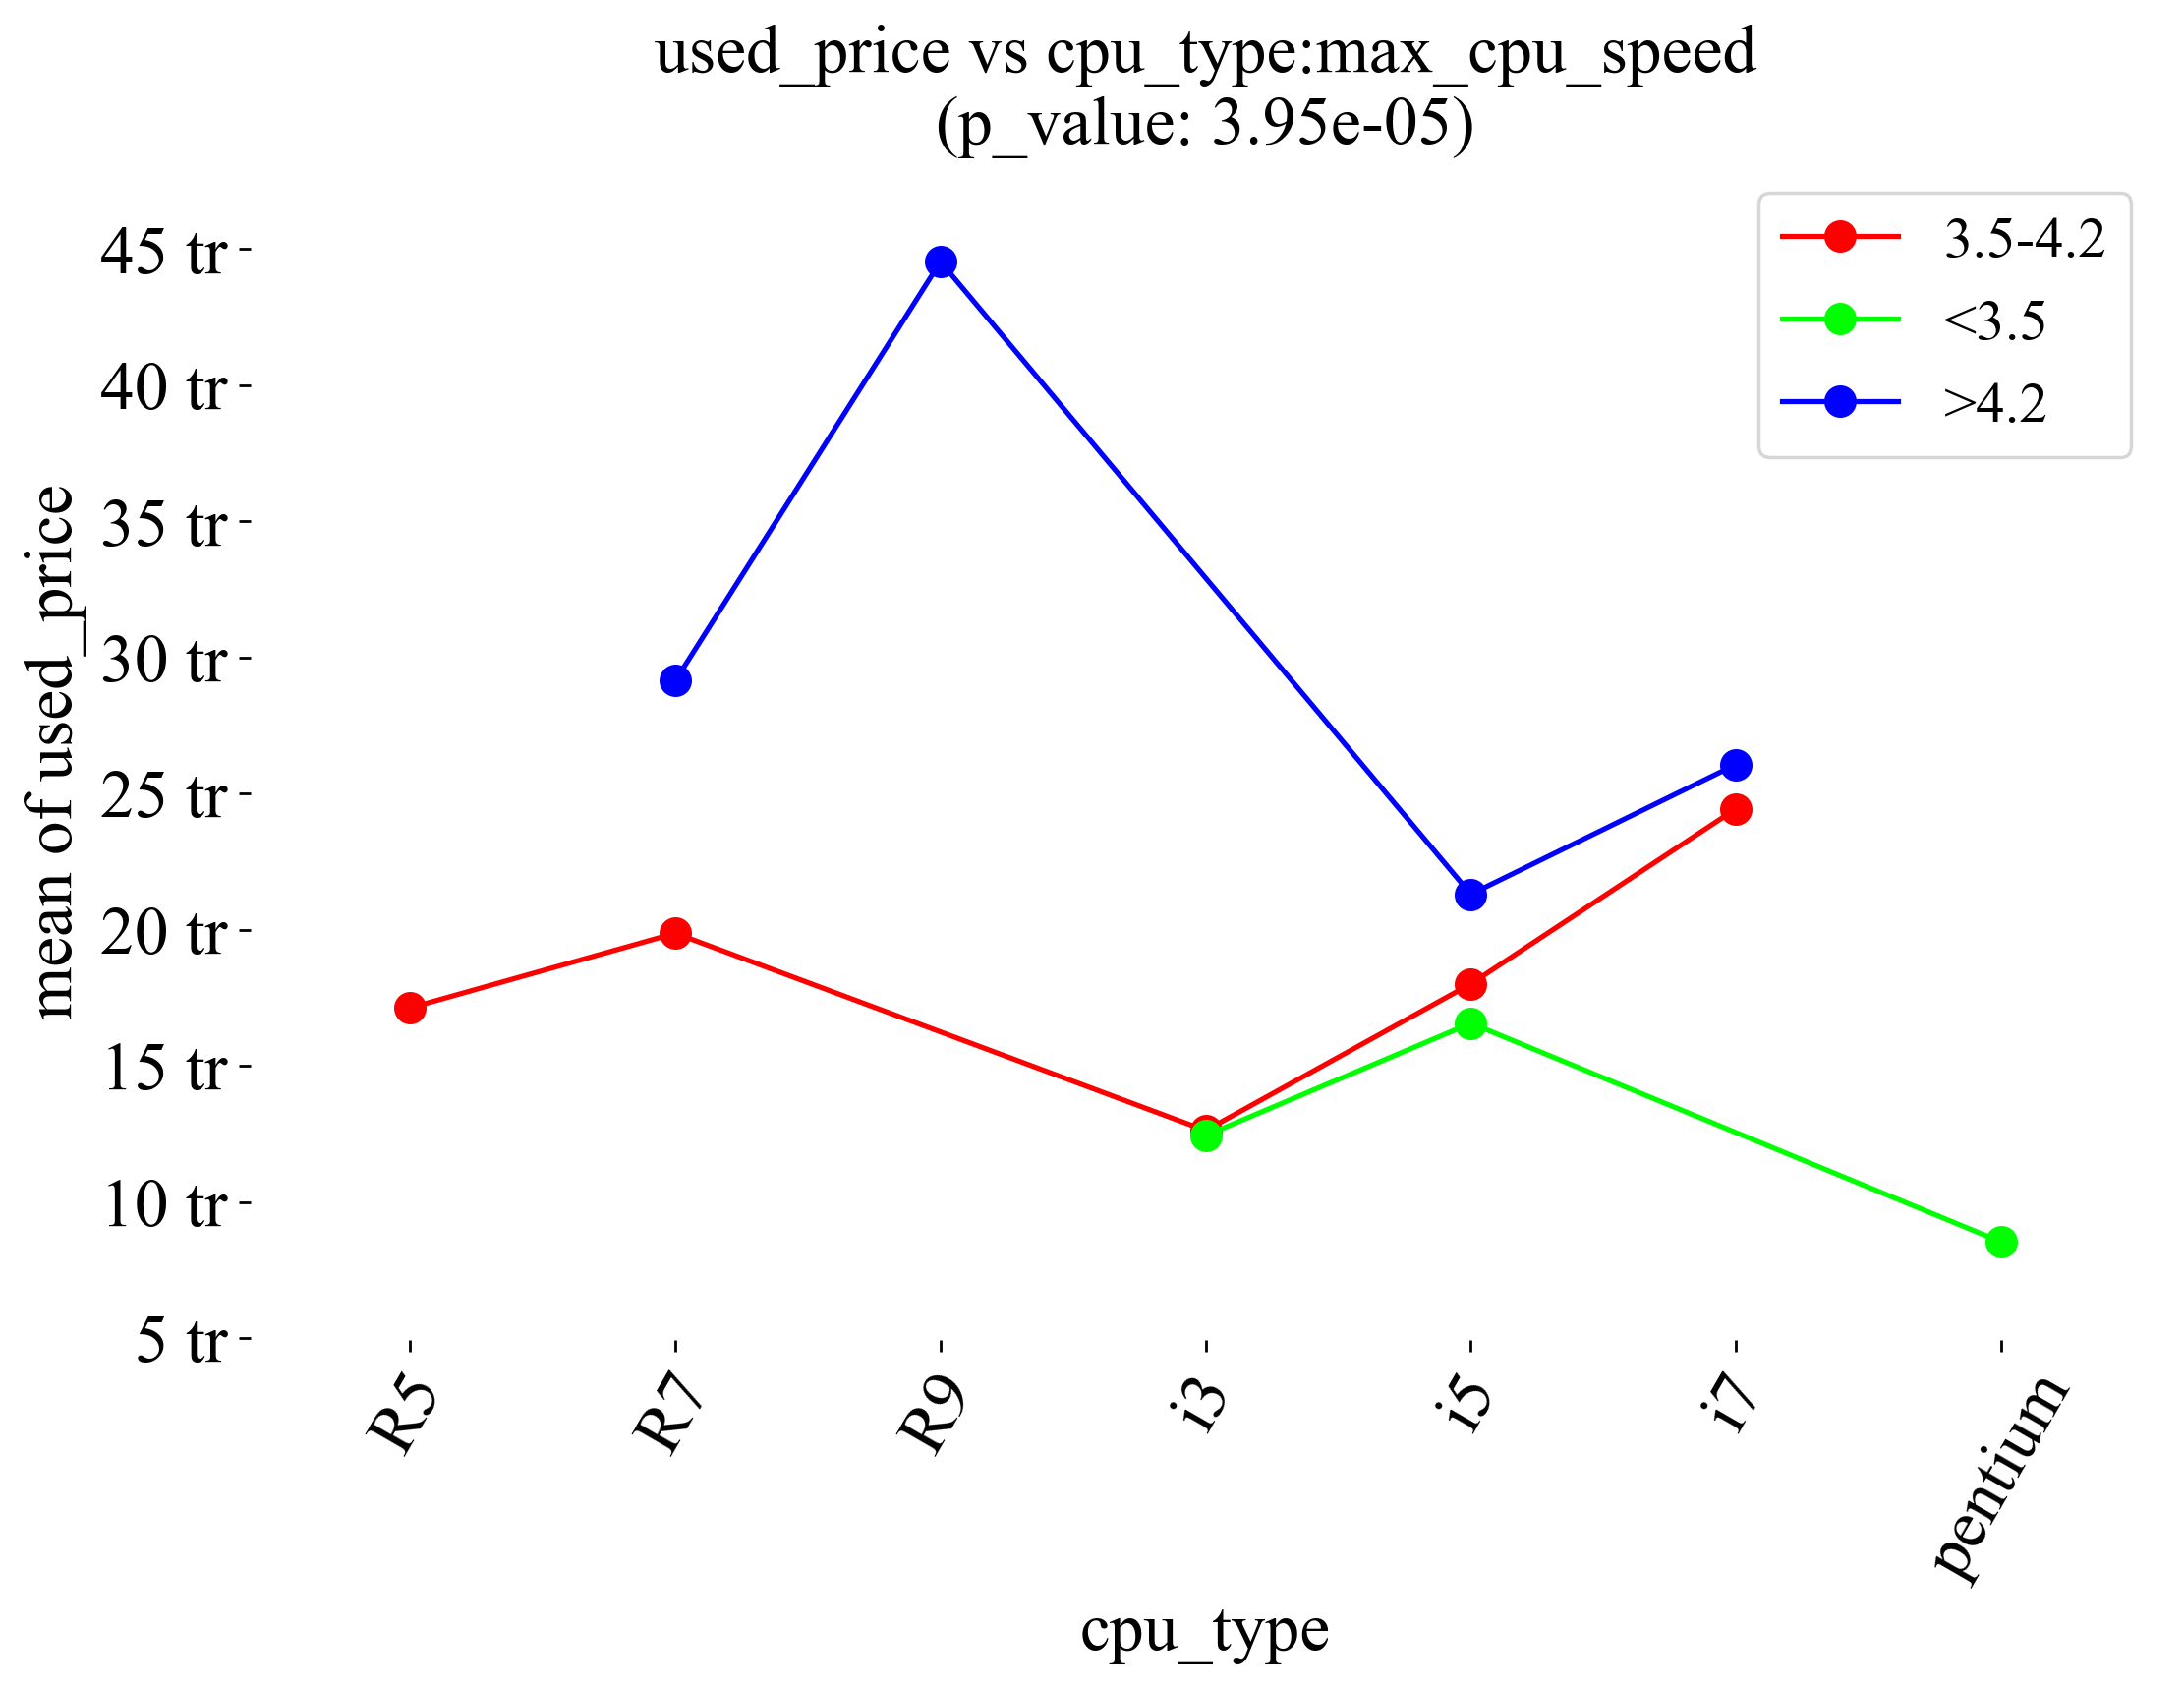 used_price vs cpu_type:max_cpu_speed
(p_value: 3.95e-05)
3.5-4.2
<3.5
>4.2
mean of used_price
45 tr
40 tr
35 tr
30 tr
25 tr
20 tr
15 tr
10 tr
5 tr
R5
R7
R9
i3
i5
i7
pentium
cpu_type